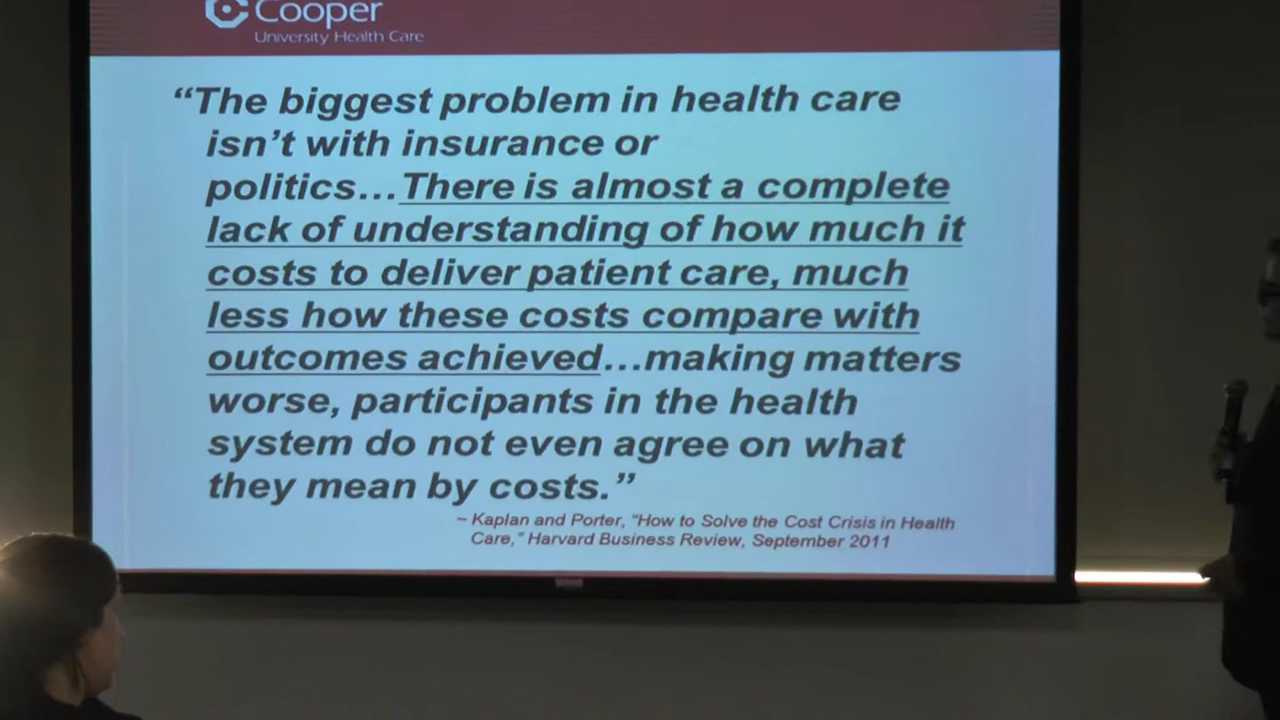 Cooper
University Health Care
“The biggest problem in health care
isn’t with insurance or
politics…There is almost a complete
lack of understanding of how much it
costs to deliver patient care, much
less how these costs compare with
outcomes achieved…making matters
worse, participants in the health
system do not even agree on what
they mean by costs.”
~ Kaplan and Porter, “How to Solve the Cost Crisis in Health
Care,” Harvard Business Review, September 2011